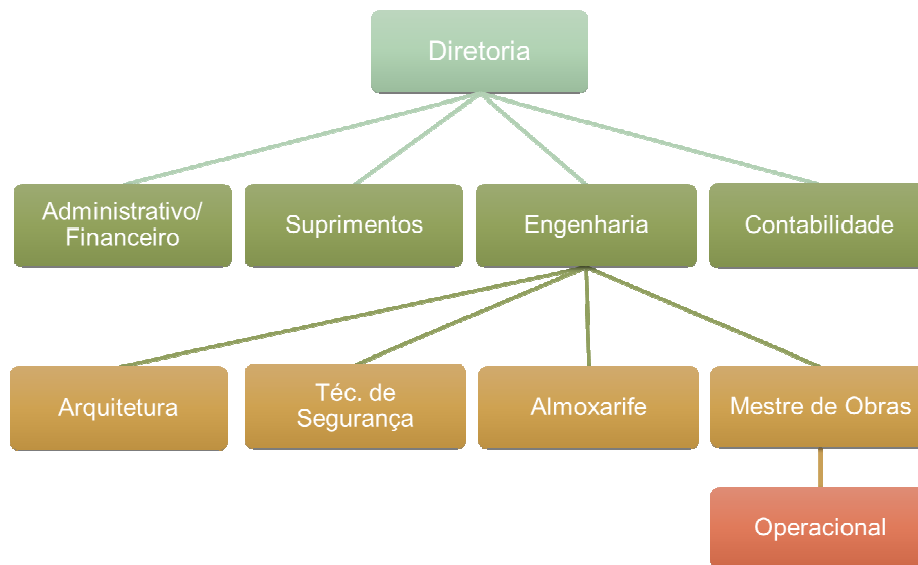 Diretoria
Administrativo/
Financeiro
Suprimentos
Engenharia
Contabilidade
Arquitetura
Téc. de
Segurança
Almoxarife
Mestre de Obras
Operacional